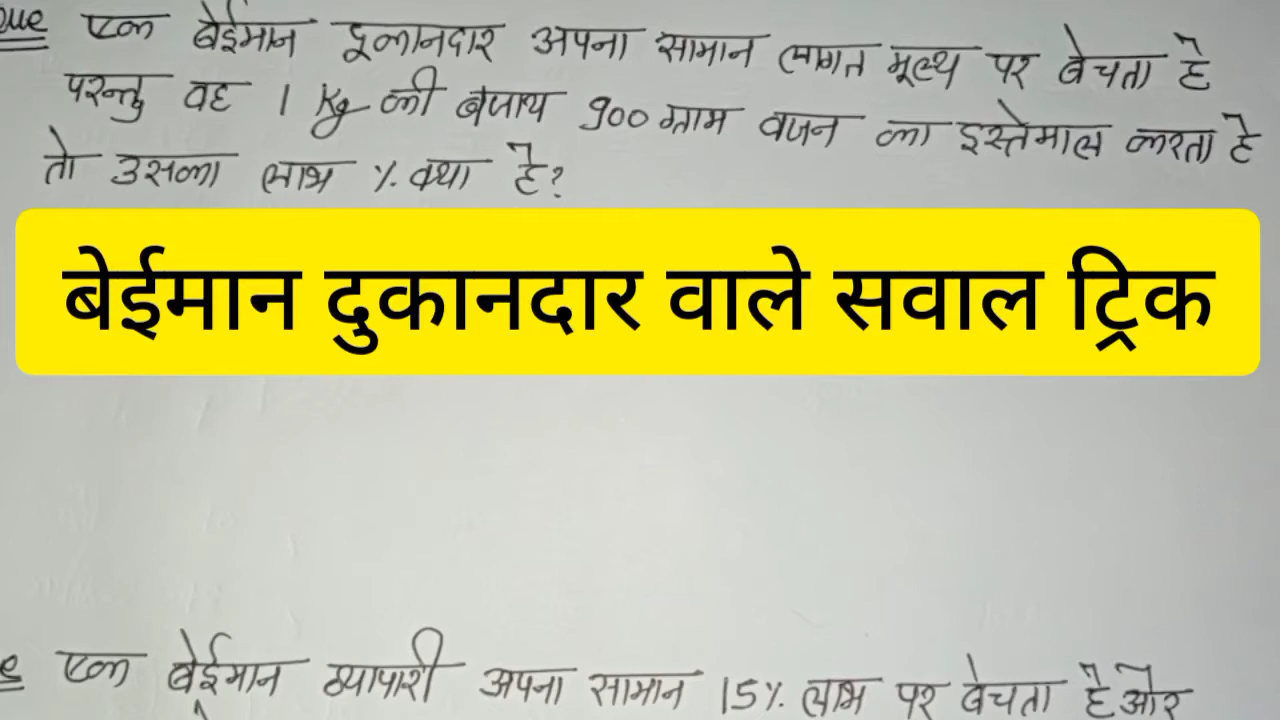 Que एक बेईमान दूकानदार अपना सामान लागत मूल्य पर बेचता है
परन्तु वह 1 Kg की बजाय 900 ग्राम वजन का इस्तेमाल करता है
तो उसका लाभ % क्या है?
बेईमान दुकानदार वाले सवाल ट्रिक
एक बेईमान व्यापारी अपना सामान 15% लाभ पर बेचता है और